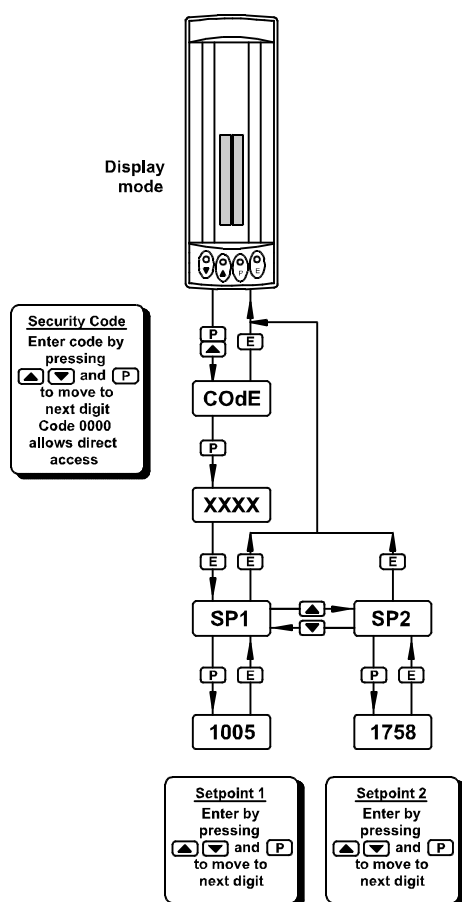 Display
mode
▼ ▲ P E
Security Code
Enter code by
pressing
▲ ▼ and P
to move to
next digit
Code 0000
allows direct
access
P
▲
E
COdE
P
XXXX
E
E
E
SP1
▲
▼
SP2
P
E
P
E
1005
1758
Setpoint 1
Enter by
pressing
▲ ▼ and P
to move to
next digit
Setpoint 2
Enter by
pressing
▲ ▼ and P
to move to
next digit